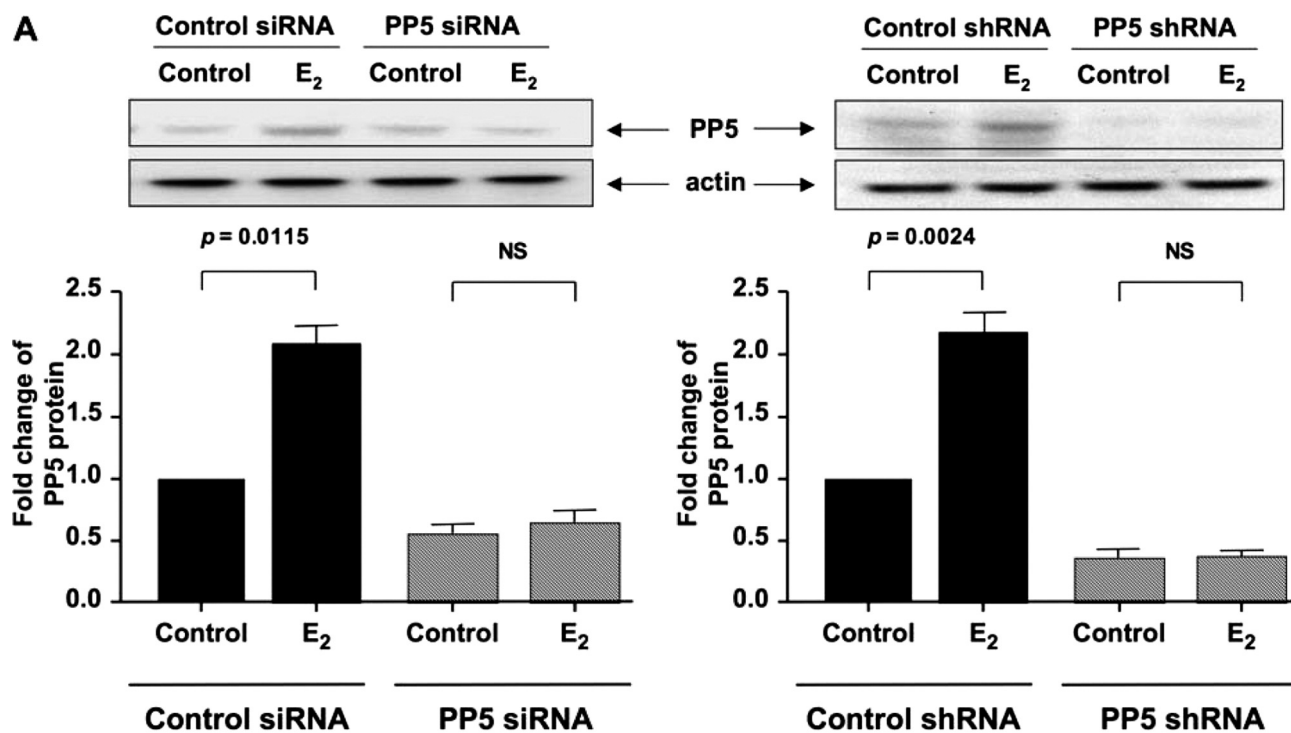 A
Control siRNA PP5 siRNA
Control E2 Control E2
Control shRNA PP5 shRNA
Control E2 Control E2
PP5
actin
p = 0.0115
NS
Fold change of
PP5 protein
2.5
2.0
1.5
1.0
0.5
0.0
Control E2 Control E2
Control siRNA PP5 siRNA
p = 0.0024
NS
Fold change of
PP5 protein
2.5
2.0
1.5
1.0
0.5
0.0
Control E2 Control E2
Control shRNA PP5 shRNA